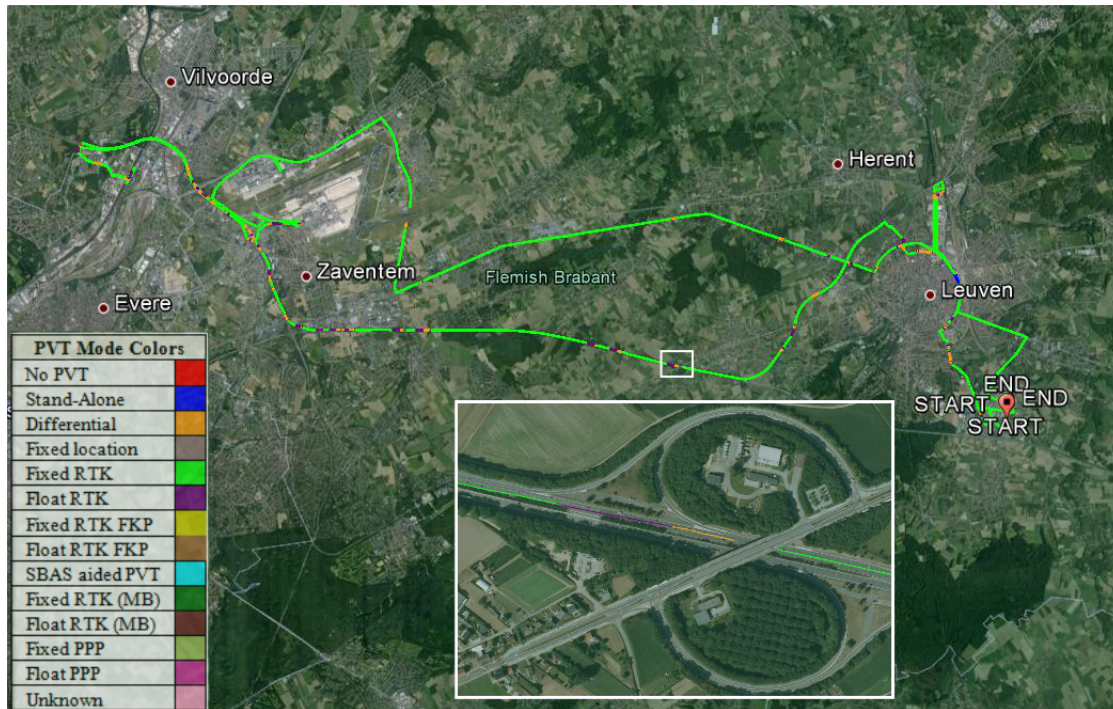 Vilvoorde
Herent
Zaventem
Flemish Brabant
Evere
Leuven
END
START
END
START
PVT Mode Colors
No PVT
Stand-Alone
Differential
Fixed location
Fixed RTK
Float RTK
Fixed RTK FKP
Float RTK FKP
SBAS aided PVT
Fixed RTK (MB)
Float RTK (MB)
Fixed PPP
Float PPP
Unknown